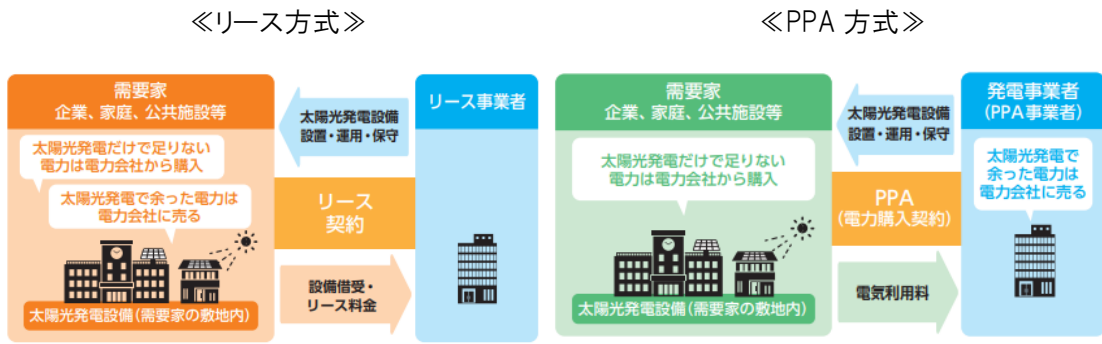 ≪リース方式≫
需要家
企業、家庭、公共施設等
太陽光発電だけで足りない
電力は電力会社から購入
太陽光発電で余った電力は
電力会社に売る
太陽光発電設備(需要家の敷地内)
太陽光発電設備
設置・運用・保守
リース
契約
設備借受・
リース料金
リース事業者
≪PPA 方式≫
需要家
企業、家庭、公共施設等
太陽光発電だけで足りない
電力は電力会社から購入
太陽光発電設備(需要家の敷地内)
太陽光発電設備
設置・運用・保守
PPA
(電力購入契約)
電気利用料
発電事業者
(PPA事業者)
太陽光発電で
余った電力は
電力会社に売る